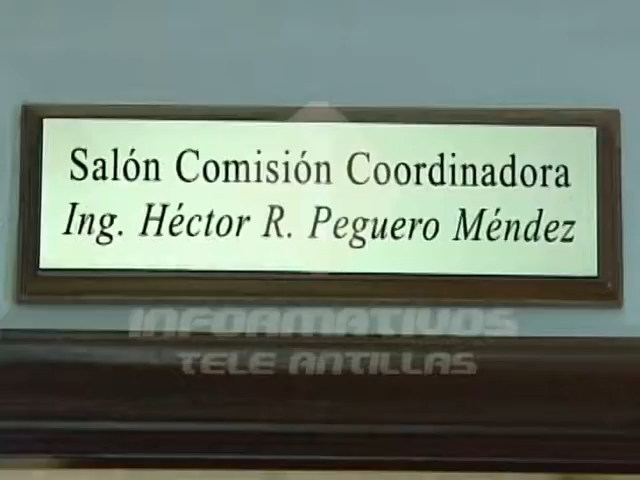 Salón Comisión Coordinadora
Ing. Héctor R. Peguero Méndez
INFORMATIVOS
TELE ANTILLAS